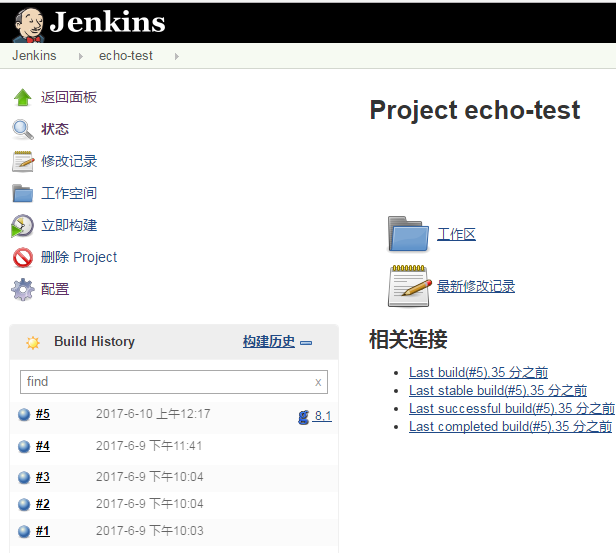 Jenkins
Jenkins
echo-test
返回面板
状态
修改记录
工作空间
立即构建
删除 Project
配置
Build History
构建历史
find
x
#5
2017-6-10 上午12:17
8,1
#4
2017-6-9 下午11:41
#3
2017-6-9 下午10:04
#2
2017-6-9 下午10:04
#1
2017-6-9 下午10:03
Project echo-test
工作区
最新修改记录
相关连接
Last build(#5),35 分之前
Last stable build(#5),35 分之前
Last successful build(#5),35 分之前
Last completed build(#5),35 分之前